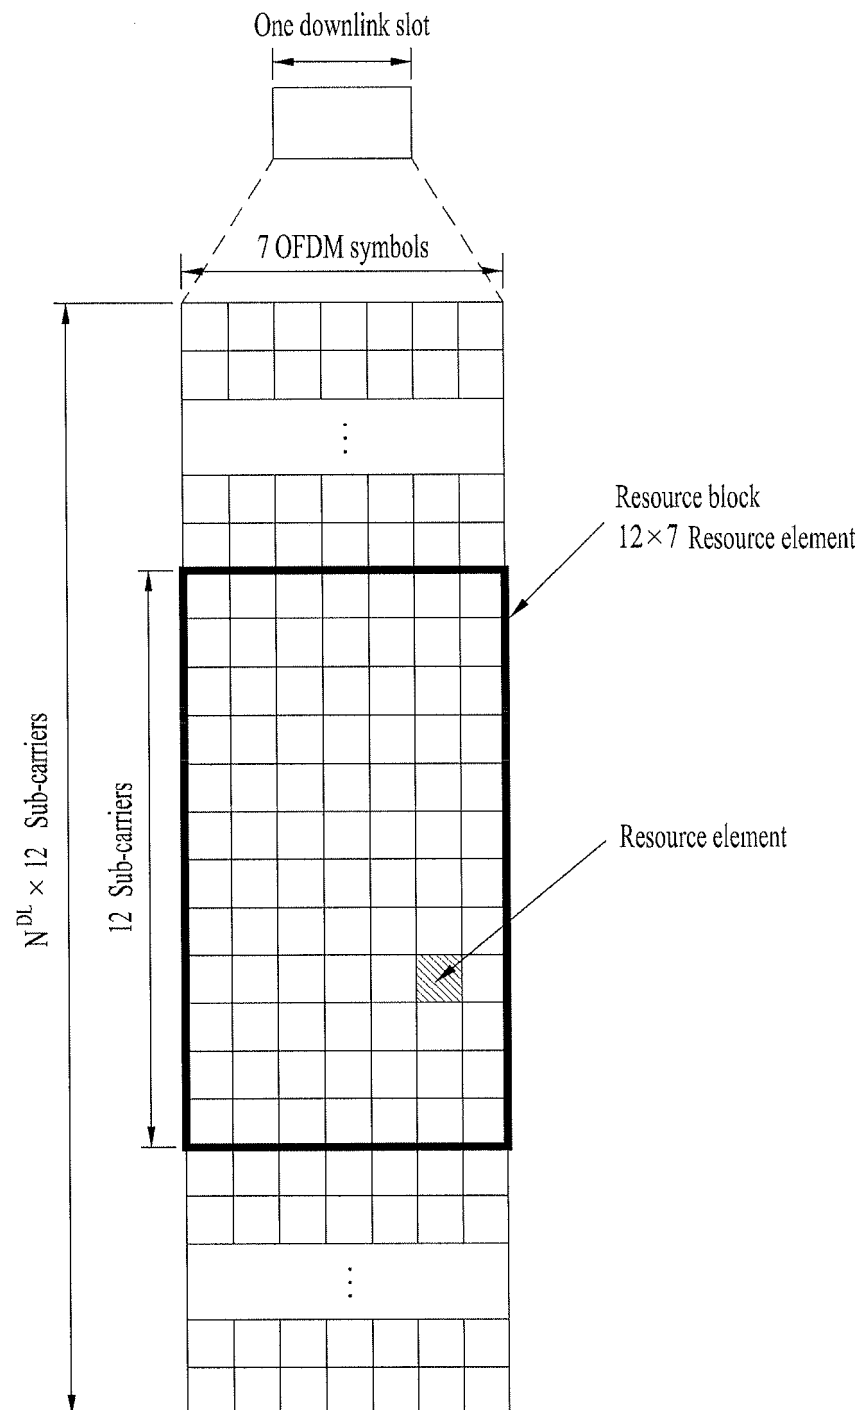 One downlink slot
7 OFDM symbols
Resource block
12×7 Resource element
N^DL × 12 Sub-carriers
12 Sub-carriers
Resource element